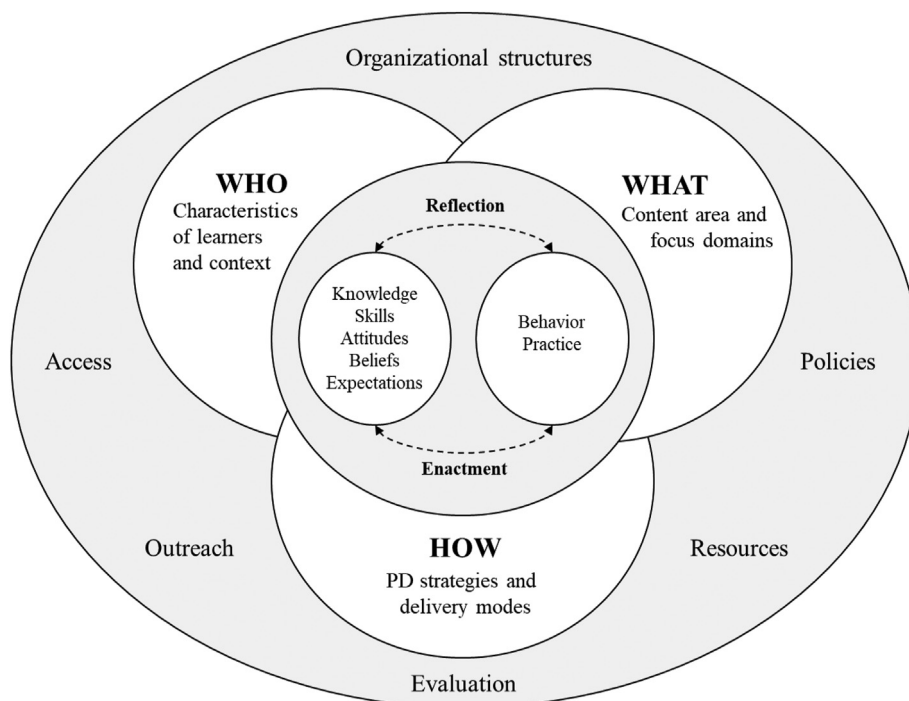 Organizational structures
WHO
Characteristics
of learners
and context
WHAT
Content area and
focus domains
Reflection
Knowledge
Skills
Attitudes
Beliefs
Expectations
Behavior
Practice
Access
Policies
Enactment
Outreach
Resources
HOW
PD strategies and
delivery modes
Evaluation